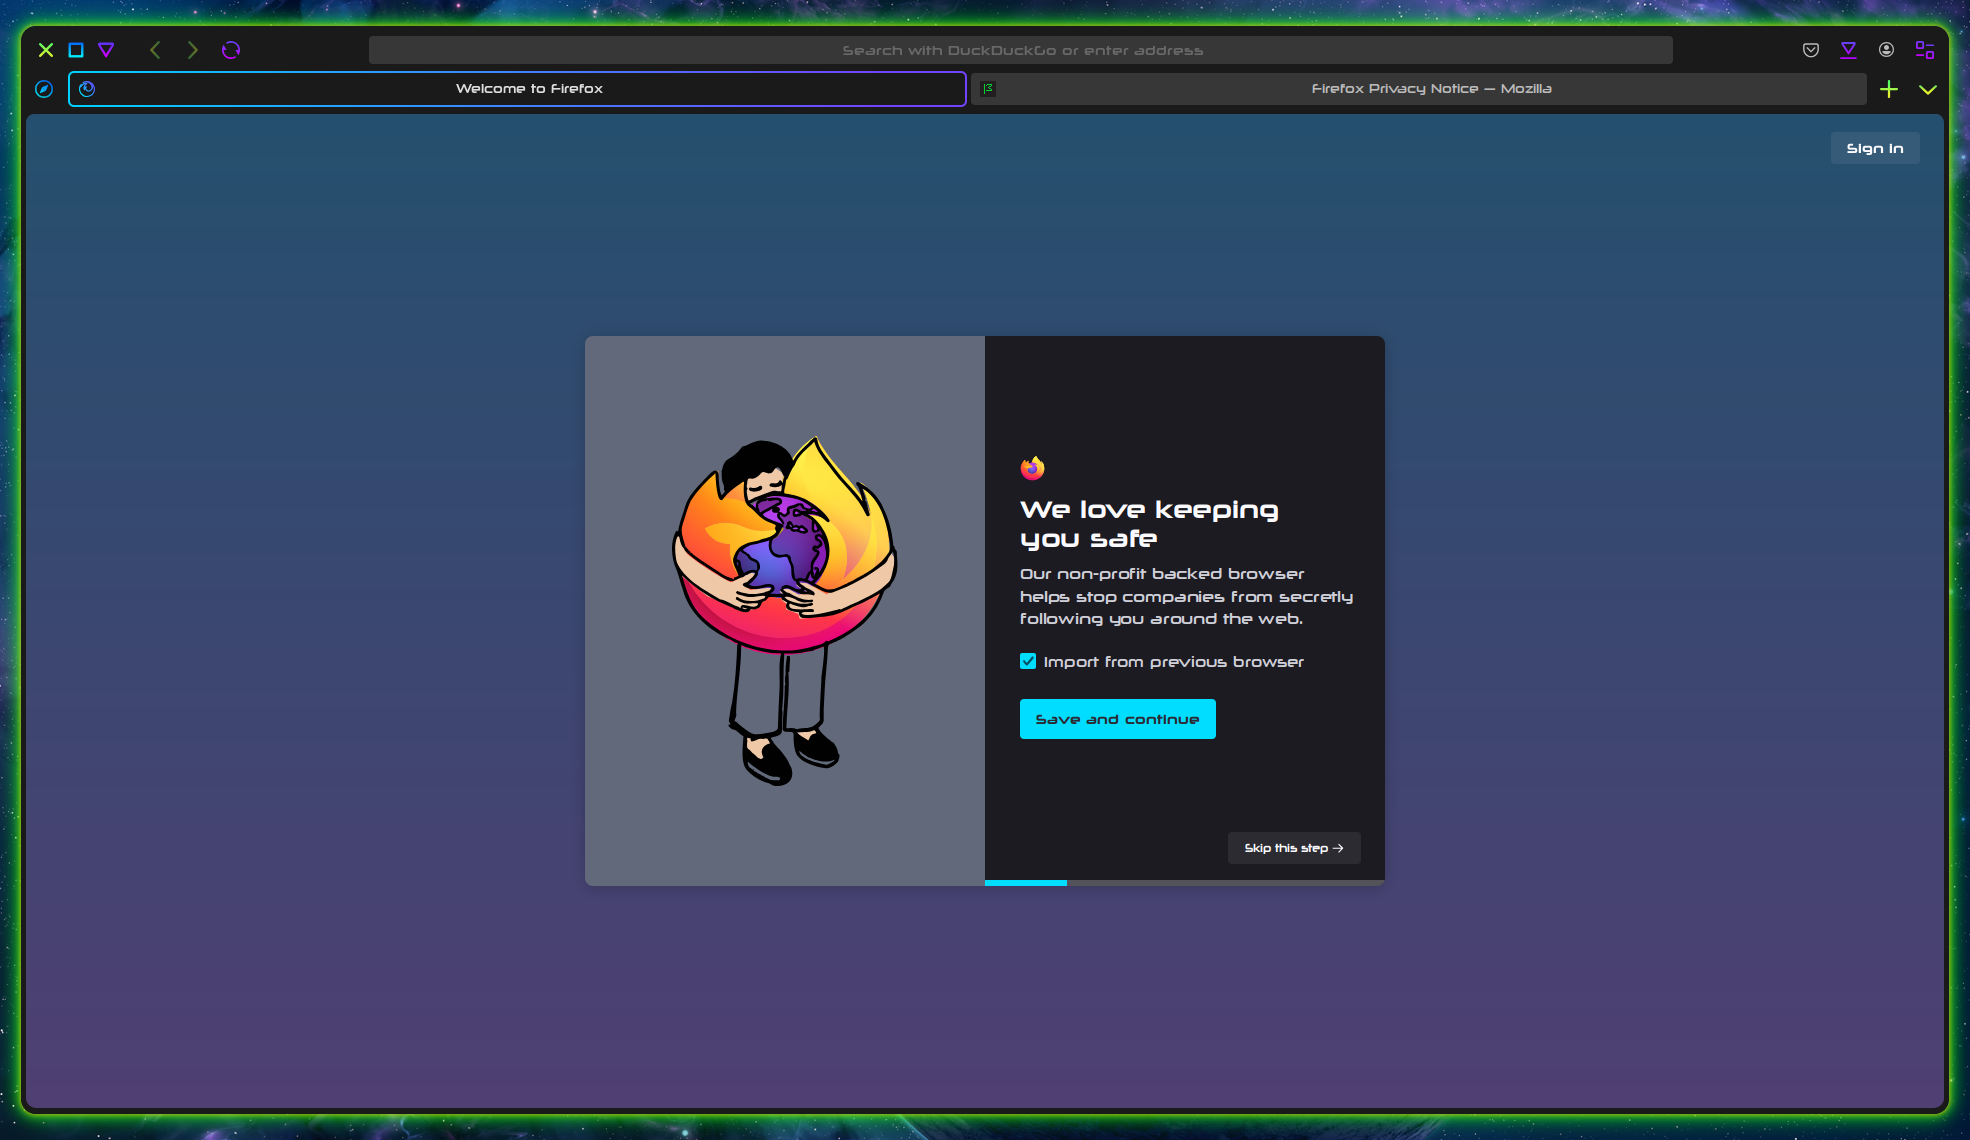 Search with DuckDuckGo or enter address
Welcome to Firefox
Firefox Privacy Notice — Mozilla
Sign in
We love keeping
you safe
Our non-profit backed browser
helps stop companies from secretly
following you around the web.
Import from previous browser
Save and continue
Skip this step →